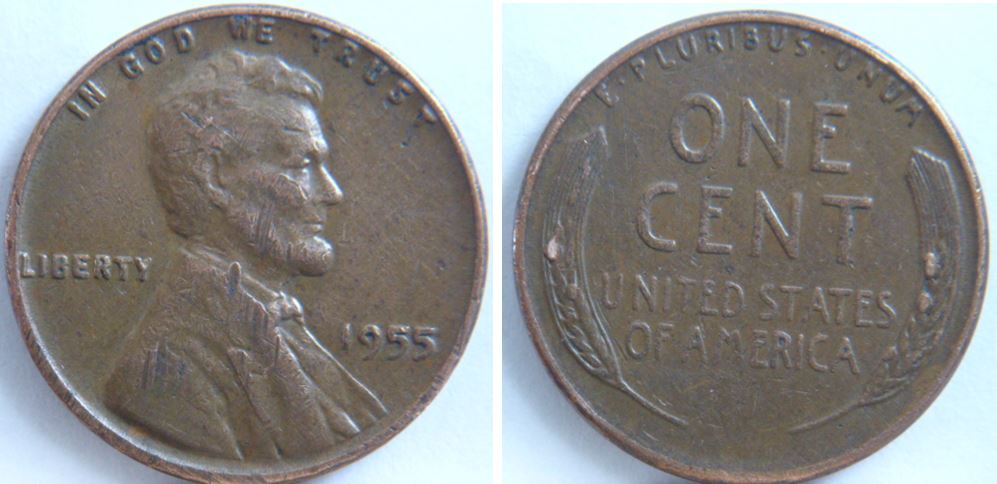 IN GOD WE TRUST
LIBERTY
1955
E·PLURIBUS·UNUM
ONE
CENT
UNITED STATES
OF AMERICA